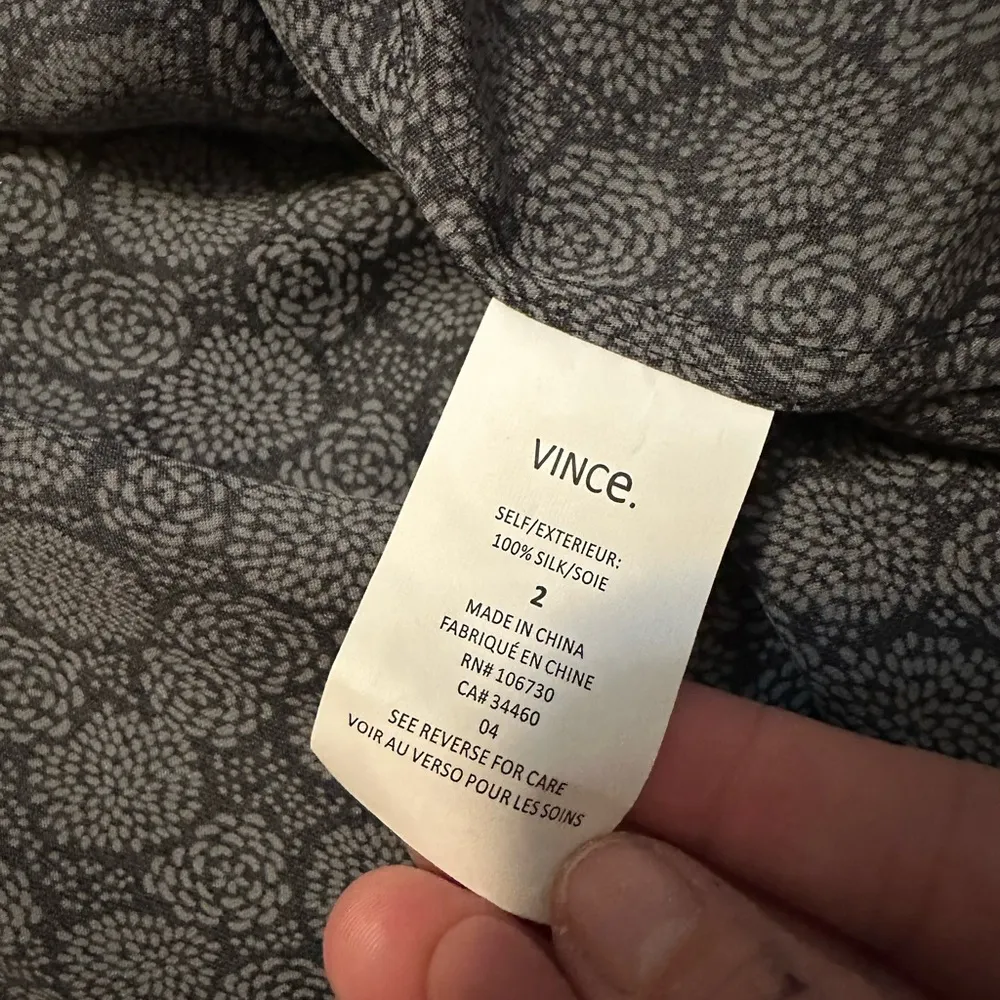 VINCE.
SELF/EXTERIEUR:
100% SILK/SOIE
2
MADE IN CHINA
FABRIQUÉ EN CHINE
RN# 106730
CA# 34460
04
SEE REVERSE FOR CARE
VOIR AU VERSO POUR LES SOINS